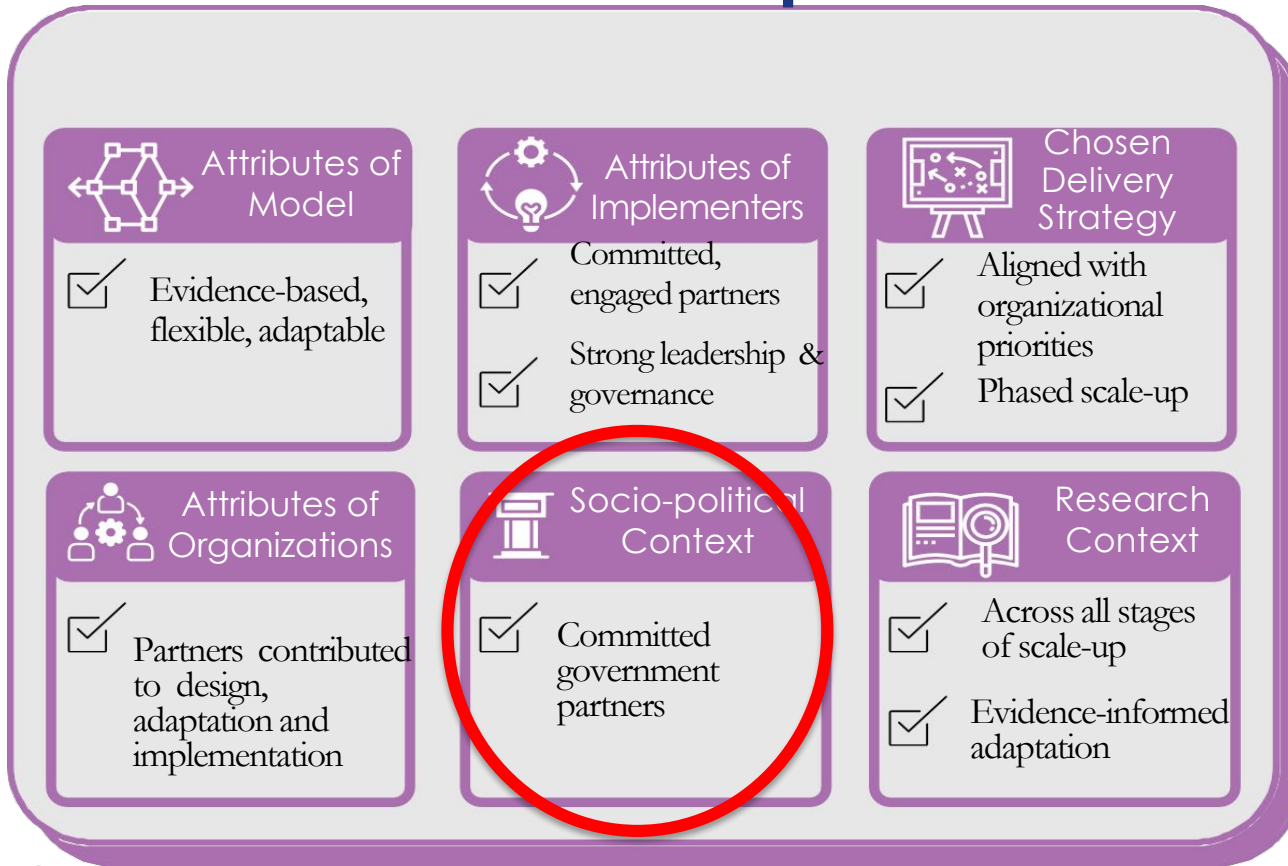 Attributes of
Model
Evidence-based,
flexible, adaptable
Attributes of
Implementers
Committed,
engaged partners
Strong leadership &
governance
Chosen
Delivery
Strategy
Aligned with
organizational
priorities
Phased scale-up
Attributes of
Organizations
Partners contributed
to design,
adaptation and
implementation
Socio-political
Context
Committed
government
partners
Research
Context
Across all stages
of scale-up
Evidence-informed
adaptation